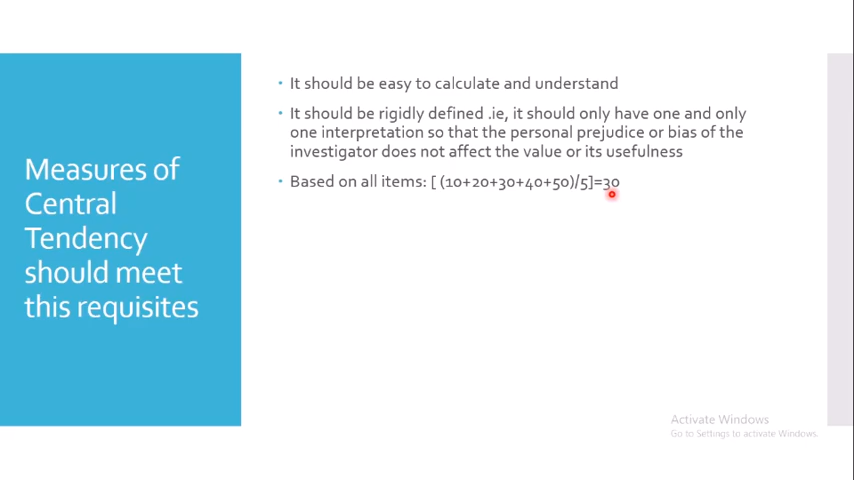 Measures of
Central
Tendency
should meet
this requisites
• It should be easy to calculate and understand
• It should be rigidly defined .ie, it should only have one and only
one interpretation so that the personal prejudice or bias of the
investigator does not affect the value or its usefulness
• Based on all items: [ (10+20+30+40+50)/5]=30
Activate Windows
Go to Settings to activate Windows.